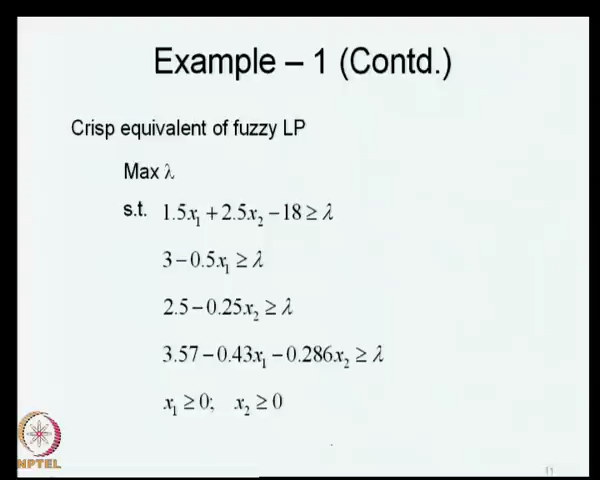 Example – 1 (Contd.)
Crisp equivalent of fuzzy LP
Max λ
s.t. 1.5x₁ + 2.5x₂ − 18 ≥ λ
3 − 0.5x₁ ≥ λ
2.5 − 0.25x₂ ≥ λ
3.57 − 0.43x₁ − 0.286x₂ ≥ λ
x₁ ≥ 0; x₂ ≥ 0
NPTEL